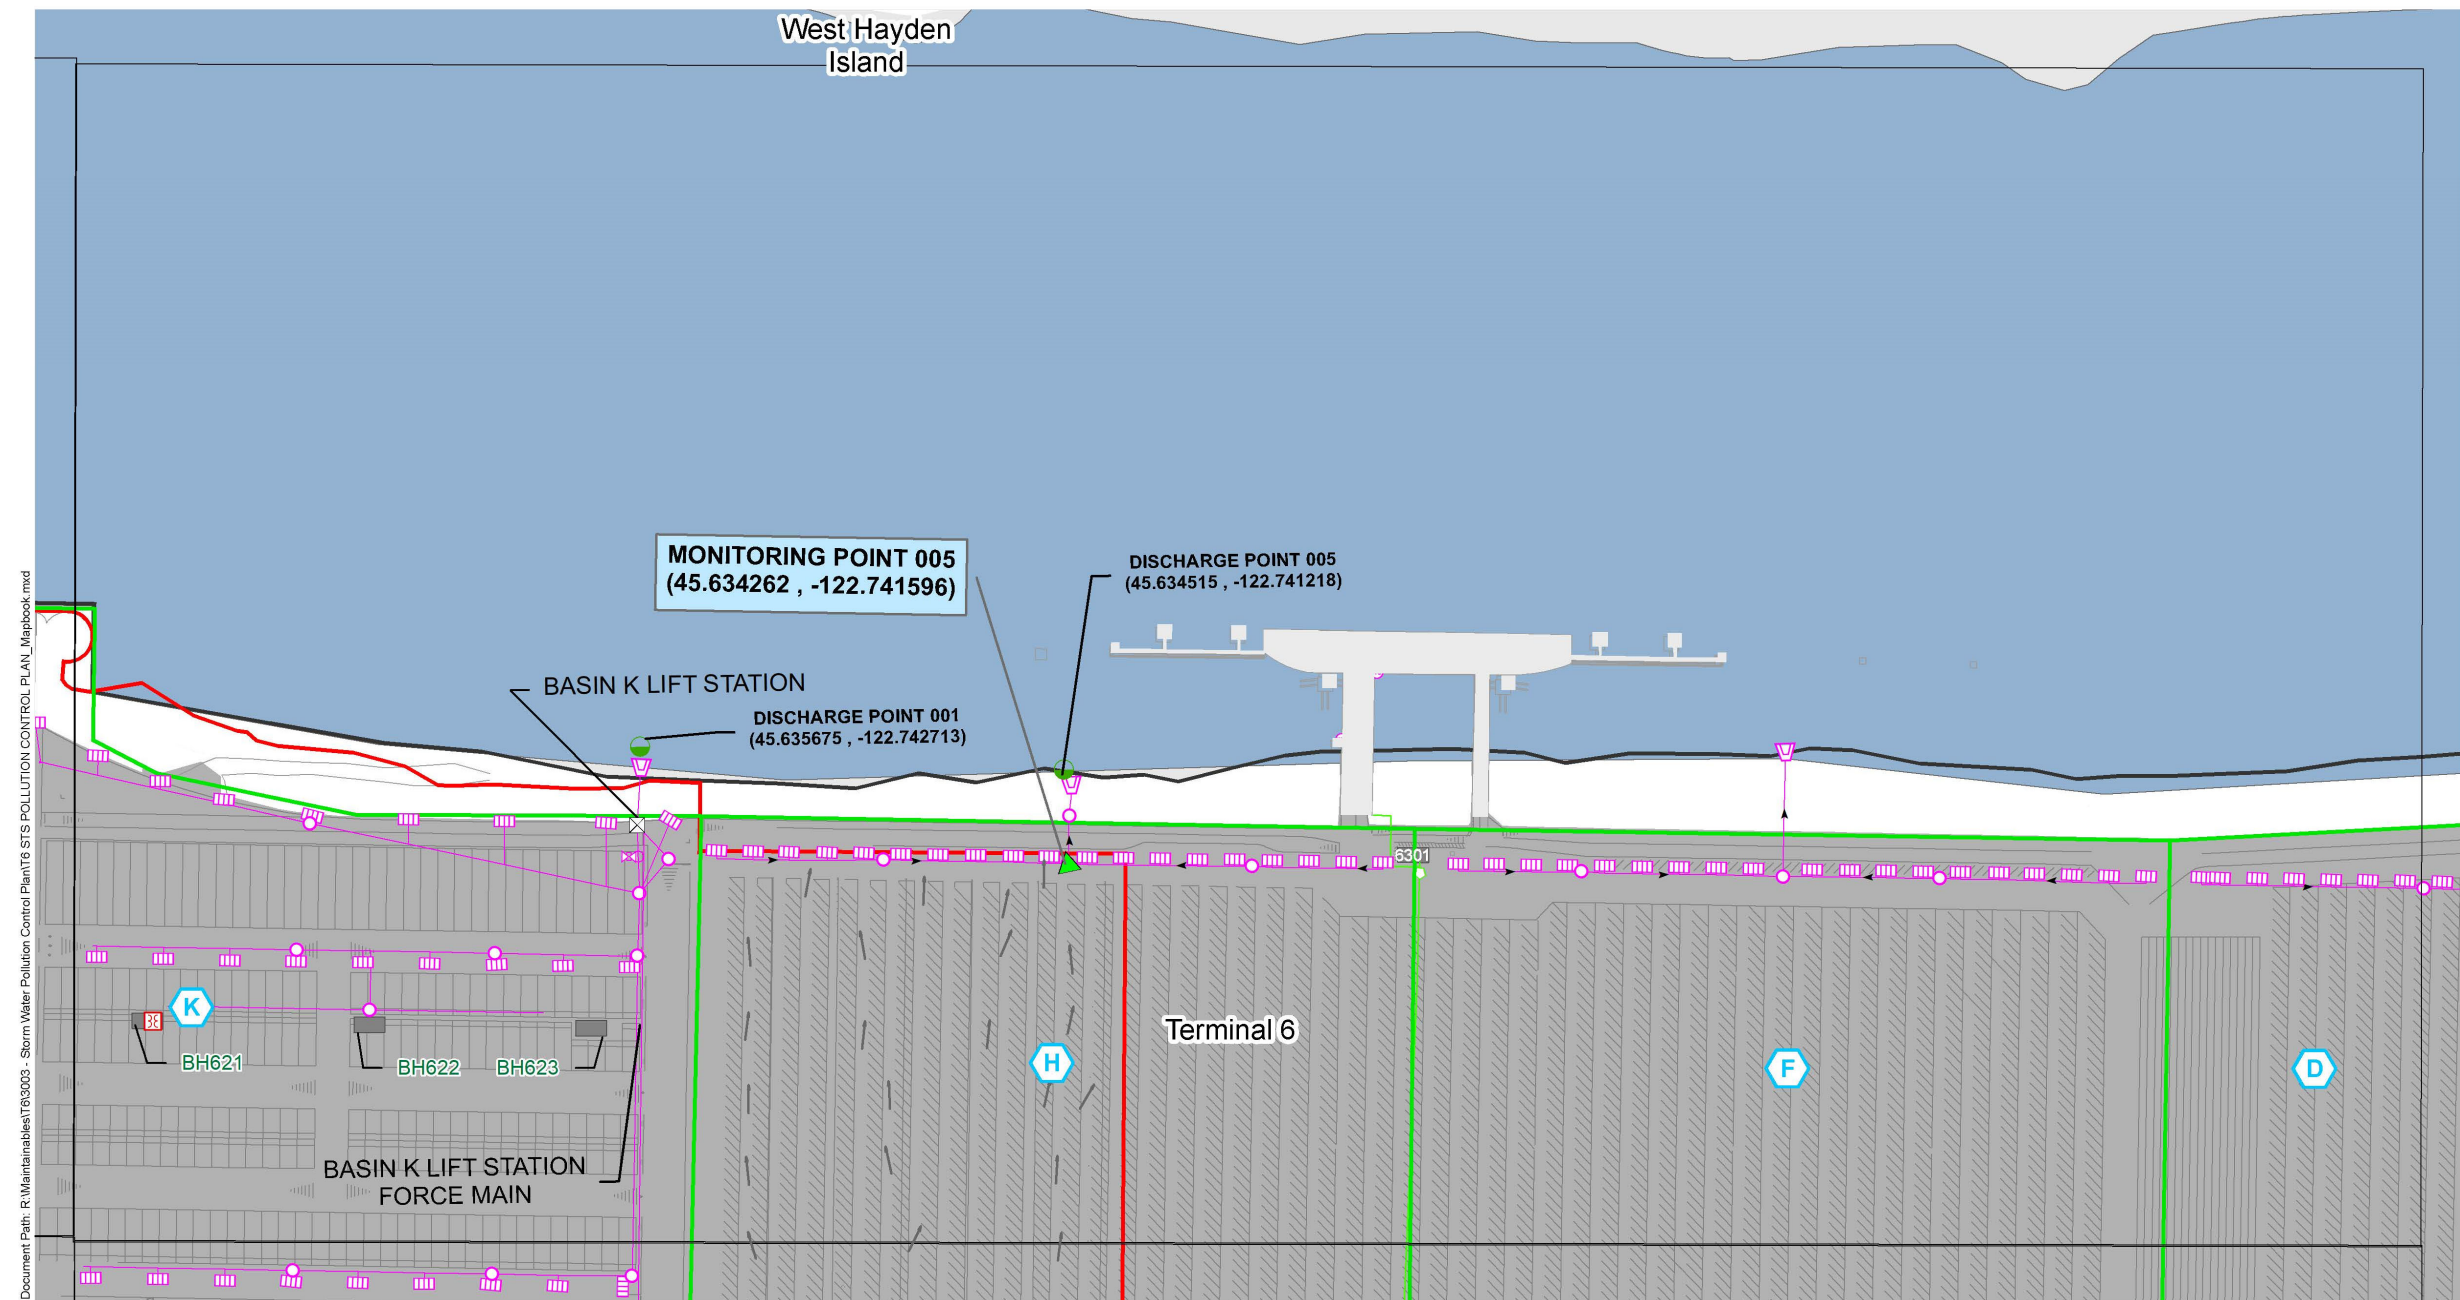 West Hayden
Island
MONITORING POINT 005
(45.634262 , -122.741596)
DISCHARGE POINT 005
(45.634515 , -122.741218)
BASIN K LIFT STATION
DISCHARGE POINT 001
(45.635675 , -122.742713)
6301
K
BH621
BH622
BH623
H
Terminal 6
F
D
BASIN K LIFT STATION
FORCE MAIN
Document Path: R:\Maintainables\T6\3003 - Storm Water Pollution Control Plan\T6 STS POLLUTION CONTROL PLAN_Mapbook.mxd